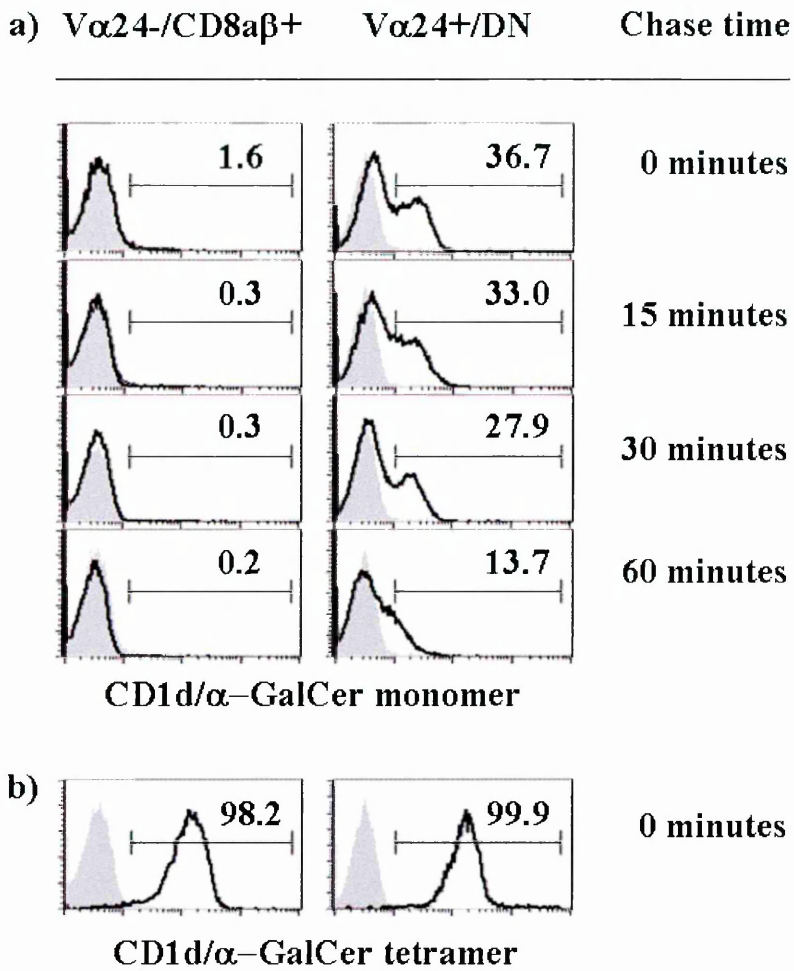 a) Vα24-/CD8aβ+ Vα24+/DN Chase time
1.6 36.7 0 minutes
0.3 33.0 15 minutes
0.3 27.9 30 minutes
0.2 13.7 60 minutes
CD1d/α–GalCer monomer
b) 98.2 99.9 0 minutes
CD1d/α–GalCer tetramer